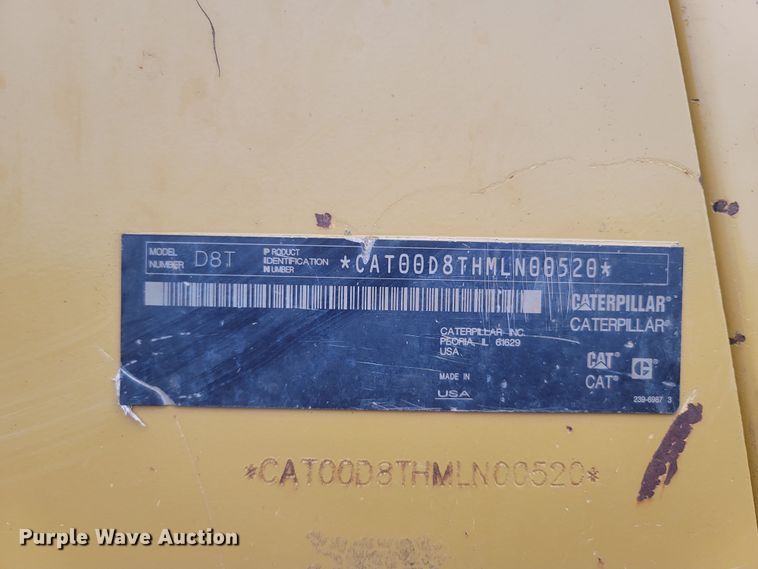 MODEL NUMBER D8T PRODUCT IDENTIFICATION NUMBER *CAT00D8THMLN00520*
CATERPILLAR®
CATERPILLAR®
CATERPILLAR INC.
PEORIA, IL 61629
USA
CAT® C®
CAT®
MADE IN
USA
239-6967 3
*CAT00D8THMLN00520*
Purple Wave Auction